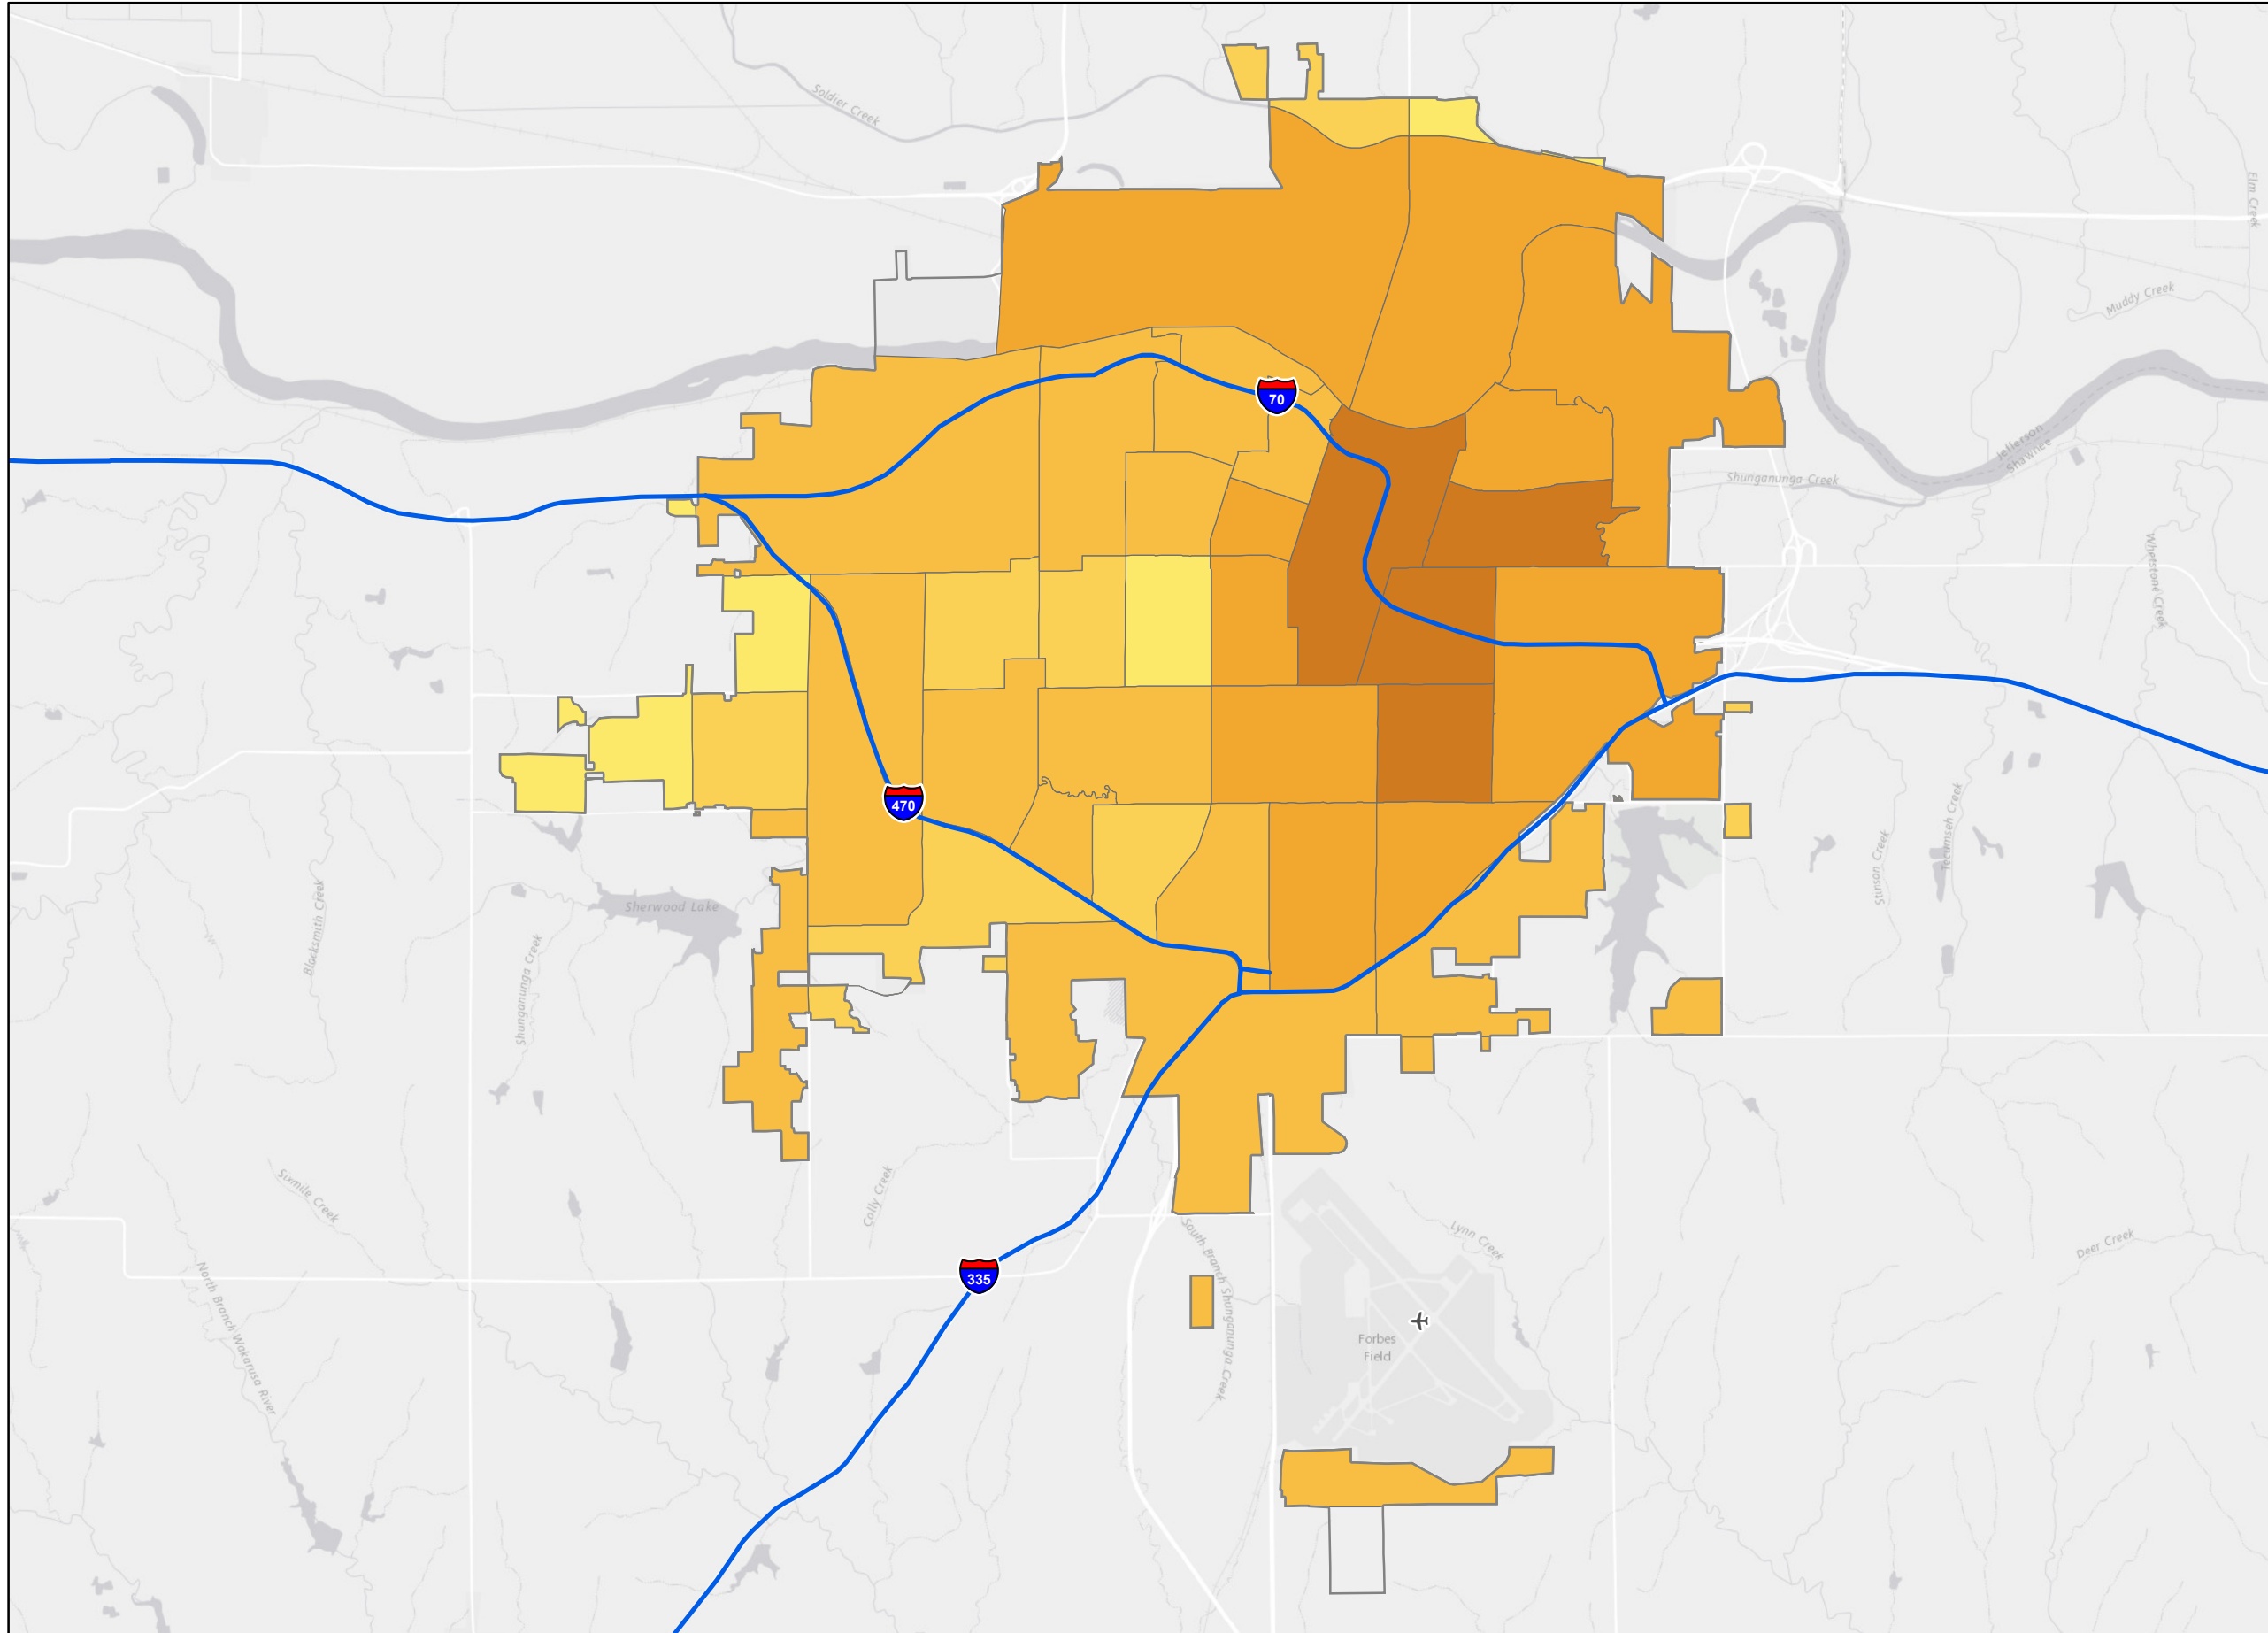 Soldier Creek
Elm Creek
Muddy Creek
70
Jefferson
Shawnee
Shunganunga Creek
Whetstone Creek
470
Stinson Creek
Tecumseh Creek
Sherwood Lake
Blacksmith Creek
Shunganunga Creek
Sixmile Creek
Colly Creek
South Branch Shunganunga Creek
Lynn Creek
Deer Creek
North Branch Wakarusa River
335
Forbes
Field